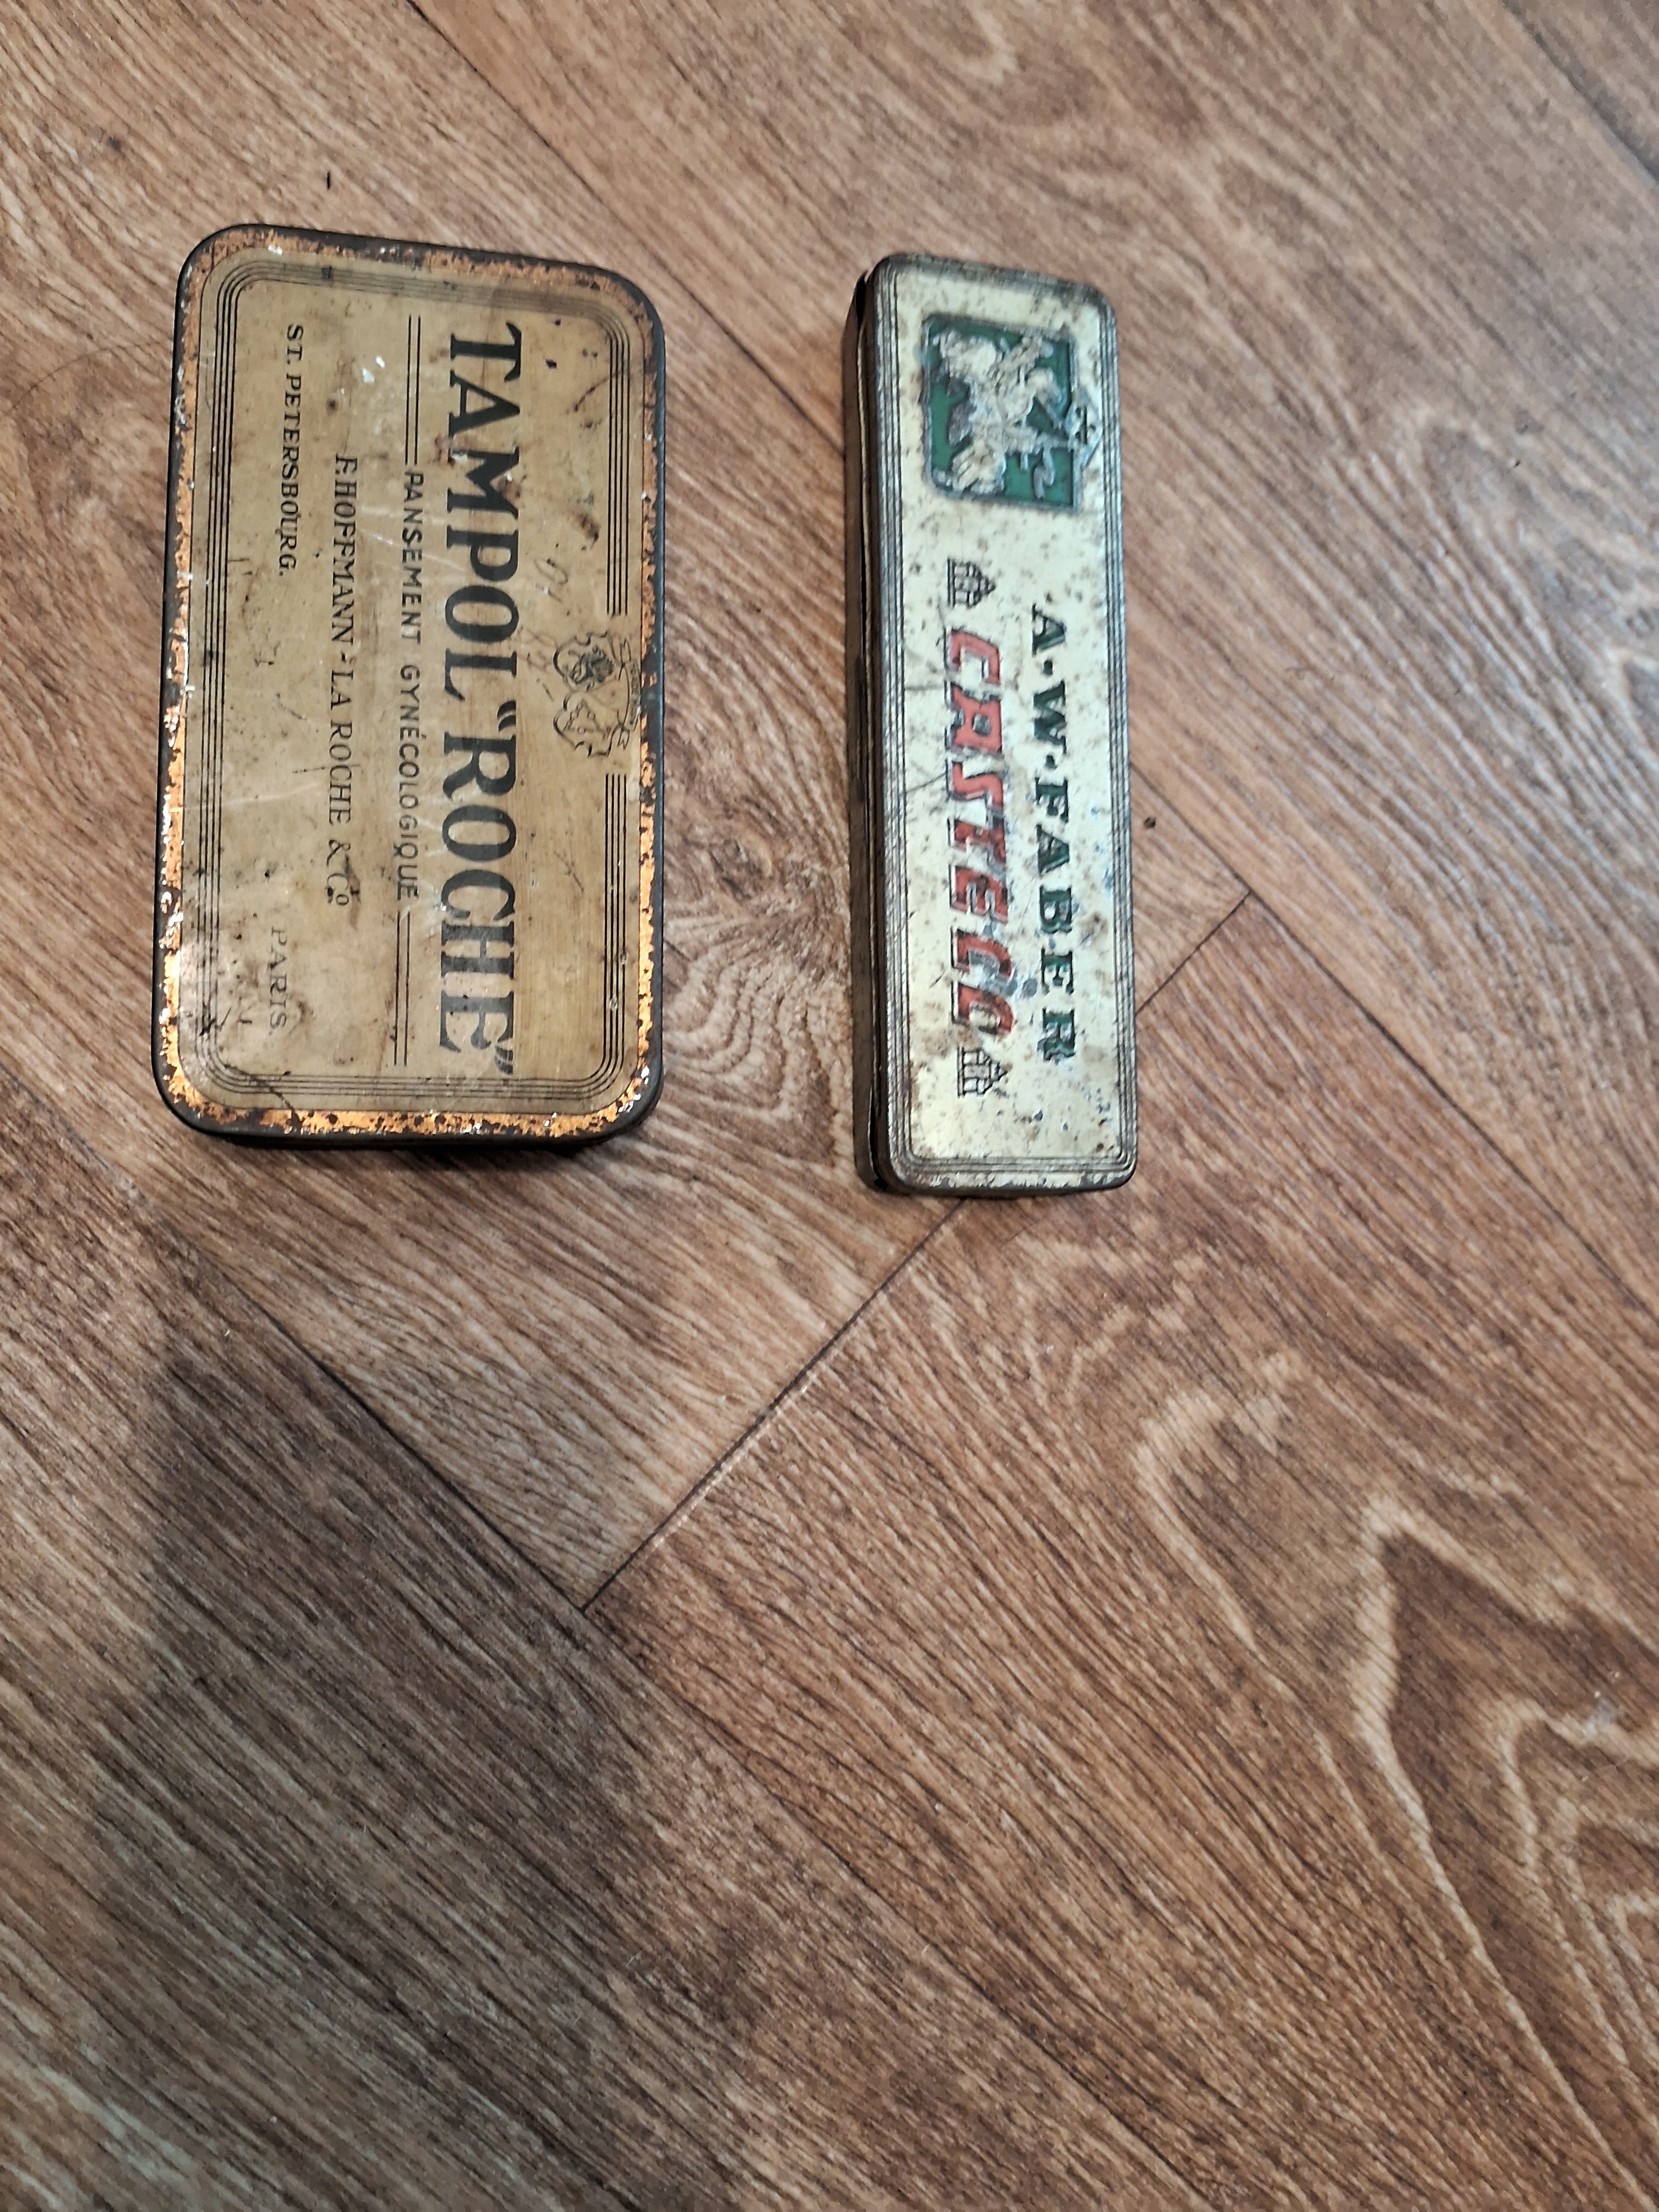 TAMPOL “ROCHE”
PANSEMENT GYNÉCOLOGIQUE
F. HOFFMANN - LA ROCHE & Cº
ST. PETERSBOURG.
PARIS.
A·W·FABER
CASTELL